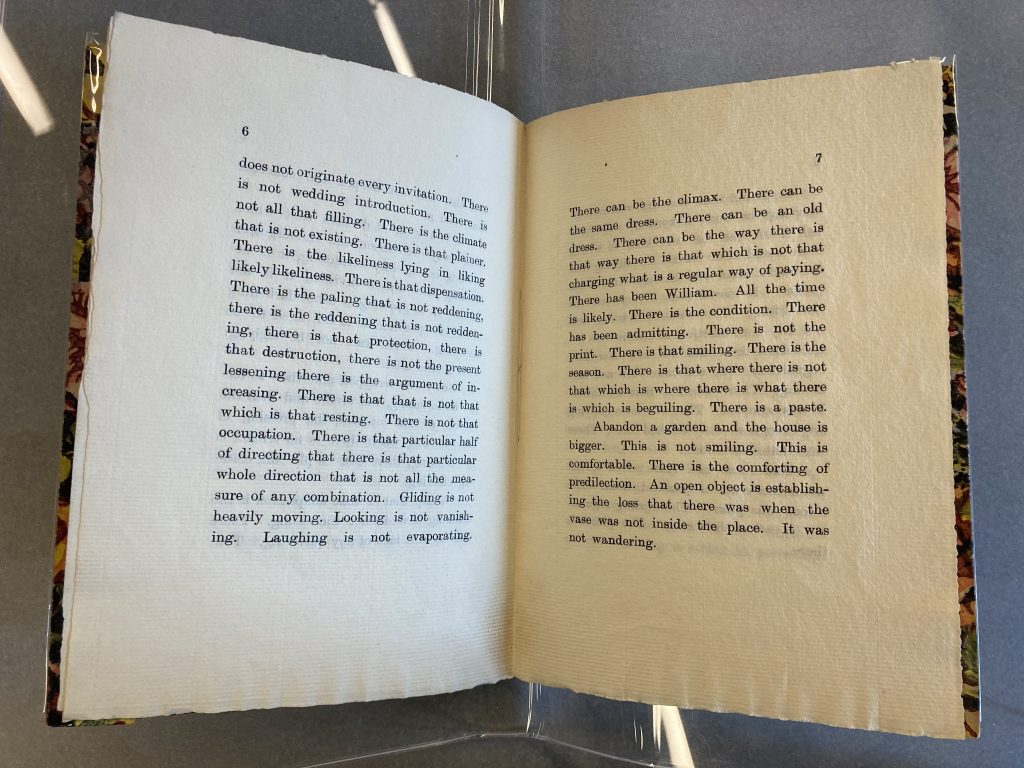 6
does not originate every invitation. There
is not wedding introduction. There is
not all that filling. There is the climate
that is not existing. There is that plainer.
There is the likeliness lying in liking
likely likeliness. There is that dispensation.
There is the paling that is not reddening,
there is the reddening that is not redden-
ing, there is that protection, there is
that destruction, there is not the present
lessening there is the argument of in-
creasing. There is that that is not that
which is that resting. There is not that
occupation. There is that particular half
of directing that there is that particular
whole direction that is not all the mea-
sure of any combination. Gliding is not
heavily moving. Looking is not vanish-
ing. Laughing is not evaporating.
7
There can be the climax. There can be
the same dress. There can be an old
dress. There can be the way there is
that way there is that which is not that
charging what is a regular way of paying.
There has been William. All the time
is likely. There is the condition. There
has been admitting. There is not the
print. There is that smiling. There is the
season. There is that where there is not
that which is where there is what there
is which is beguiling. There is a paste.
Abandon a garden and the house is
bigger. This is not smiling. This is
comfortable. There is the comforting of
predilection. An open object is establish-
ing the loss that there was when the
vase was not inside the place. It was
not wandering.